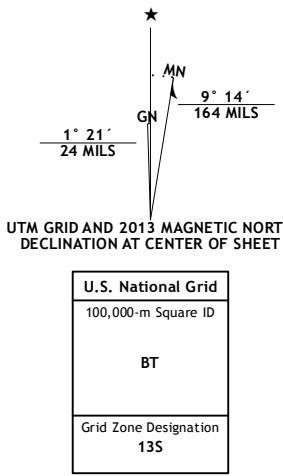 ★
MN
GN
9° 14´
164 MILS
1° 21´
24 MILS
UTM GRID AND 2013 MAGNETIC NORT
DECLINATION AT CENTER OF SHEET
U.S. National Grid
100,000-m Square ID
BT
Grid Zone Designation
13S